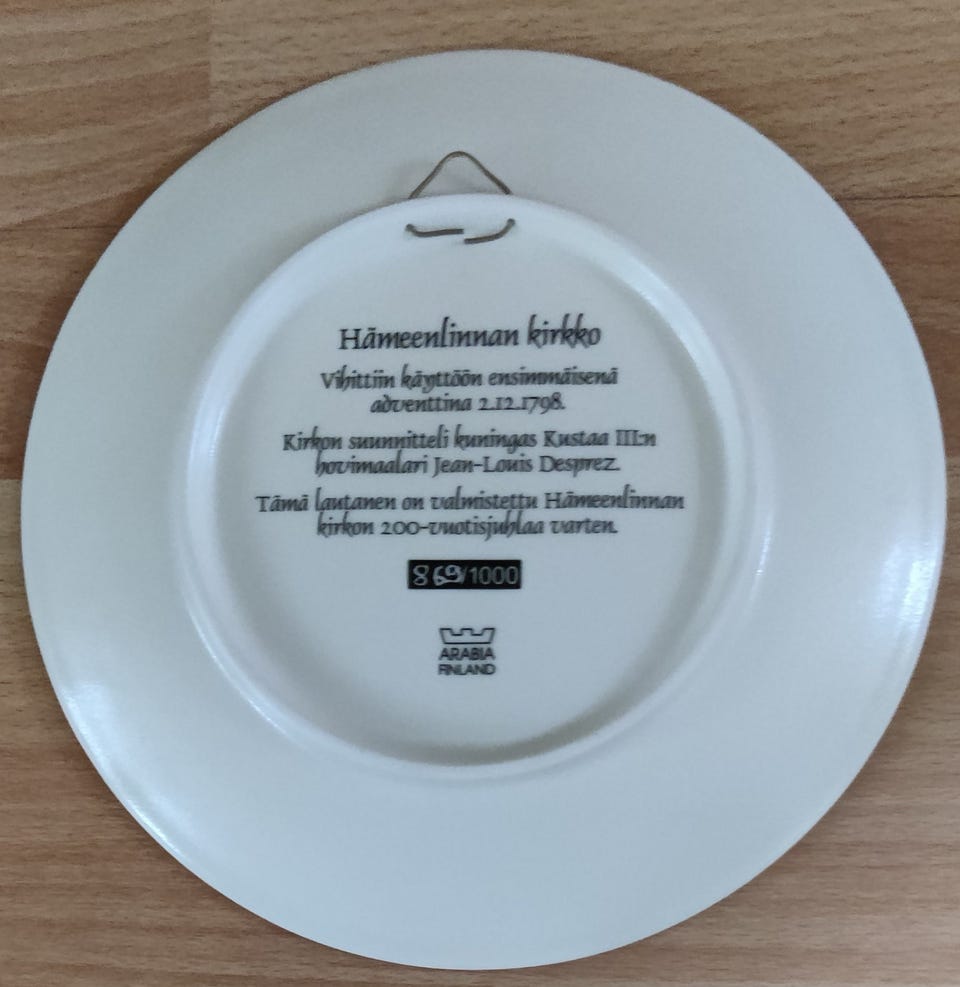 Hämeenlinnan kirkko
Vihittiin käyttöön ensimmäisenä
adventtina 2.12.1798.
Kirkon suunnitteli kuningas Kustaa III:n
hovimaalari Jean-Louis Desprez.
Tämä lautanen on valmistettu Hämeenlinnan
kirkon 200-vuotisjuhlaa varten.
869/1000
ARABIA
FINLAND